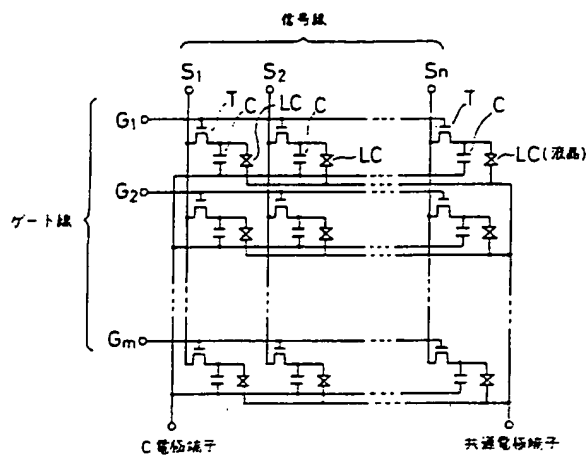 信号線
S1 S2 Sn
T C LC C T
G1 C
LC LC(液晶)
G2
ゲート線
Gm
C電極端子 共通電極端子